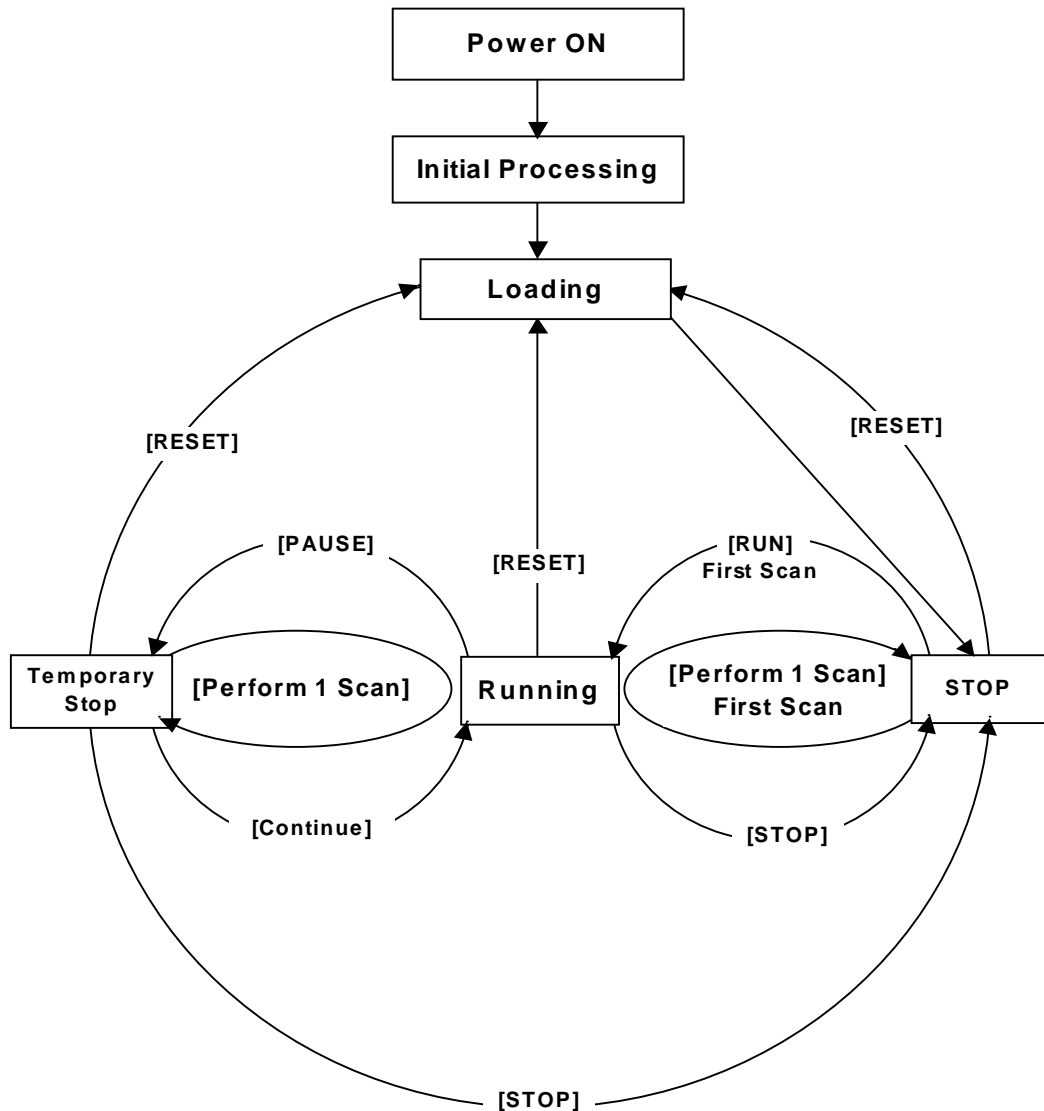 Power ON
Initial Processing
Loading
[RESET]
[RESET]
[PAUSE]
[RESET]
[RUN]
First Scan
Temporary
Stop
[Perform 1 Scan]
Running
[Perform 1 Scan]
First Scan
STOP
[Continue]
[STOP]
[STOP]